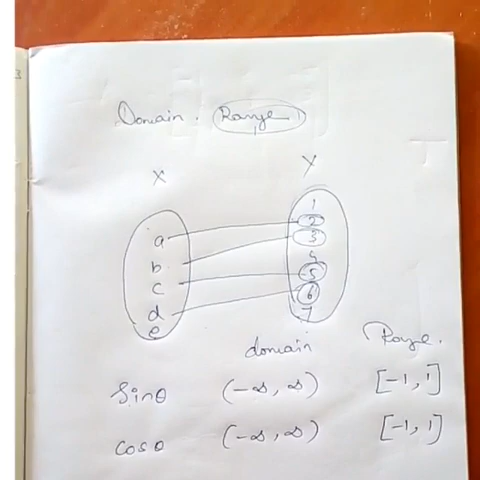 Domain. Range
X Y
1
a 2
b 3
4
c 5
d 6
e 7
domain Range.
Sinθ (-∞, ∞) [-1, 1]
cosθ (-∞, ∞) [-1, 1]